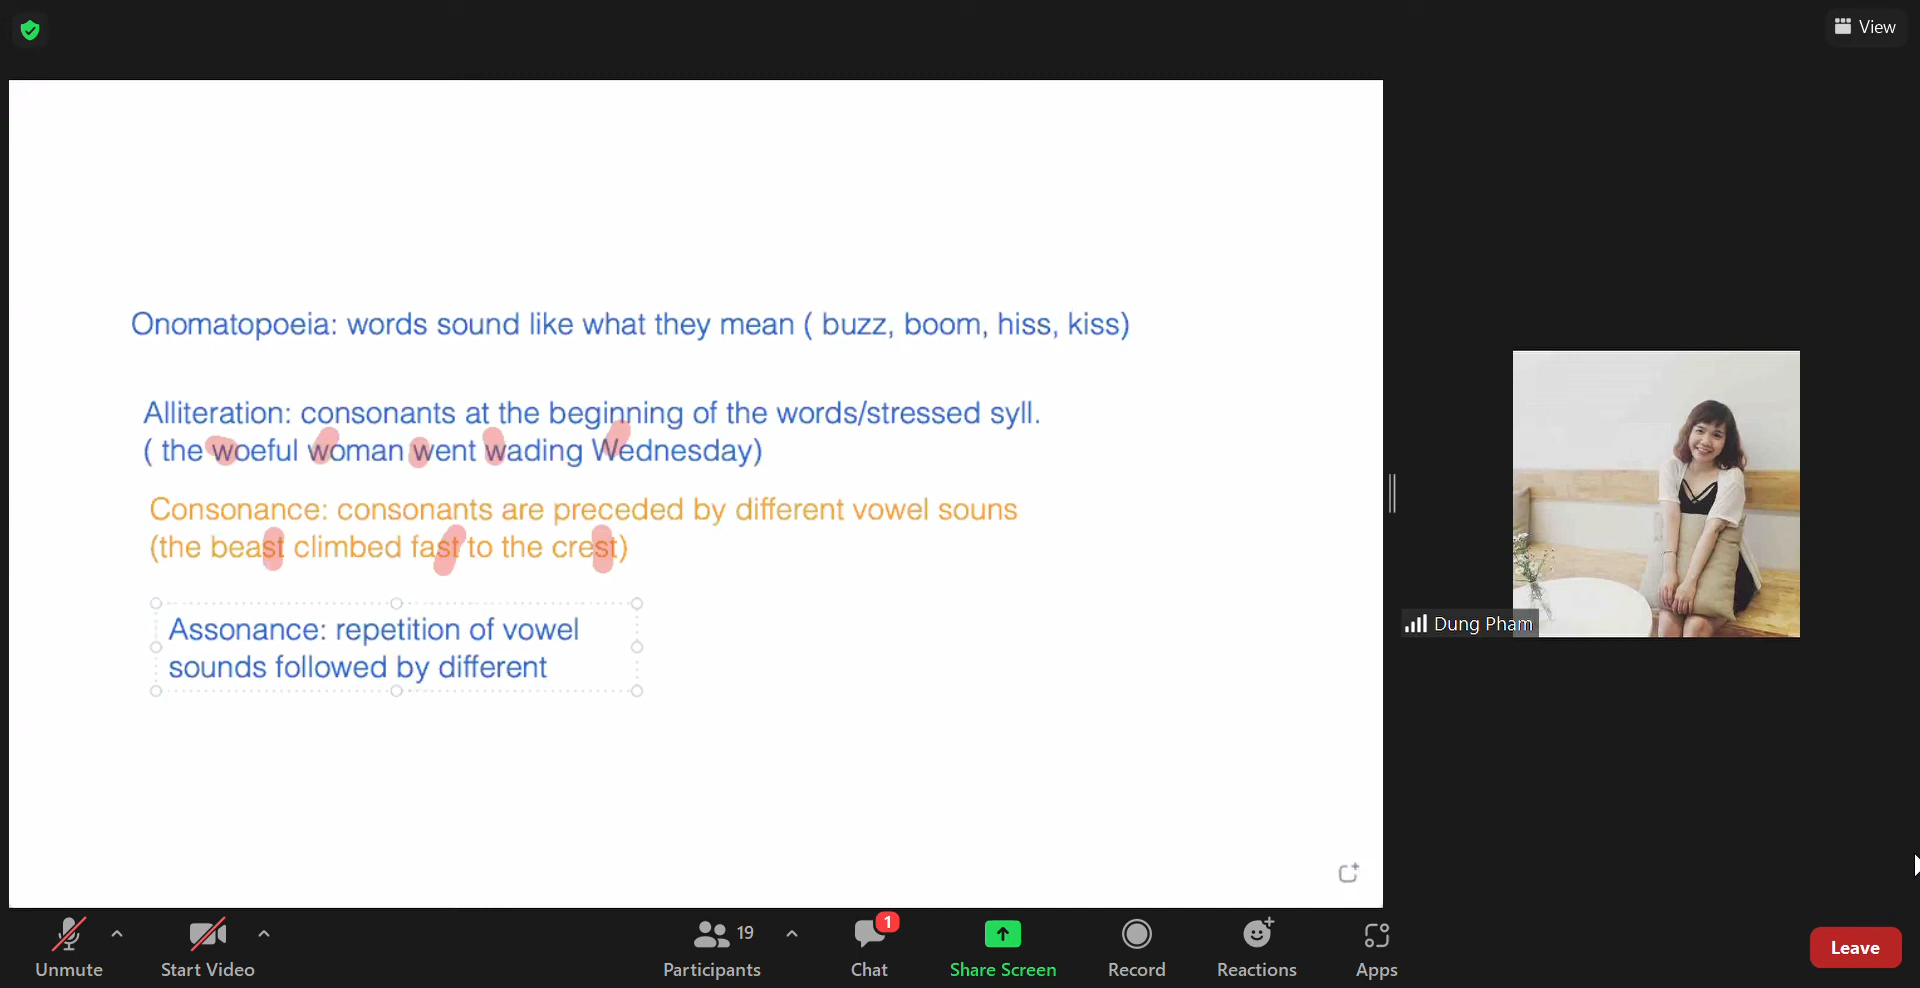 View
Onomatopoeia: words sound like what they mean ( buzz, boom, hiss, kiss)
Alliteration: consonants at the beginning of the words/stressed syll.
( the woeful woman went wading Wednesday)
Consonance: consonants are preceded by different vowel souns
(the beast climbed fast to the crest)
Assonance: repetition of vowel
sounds followed by different
Dung Pham
Unmute
Start Video
19
Participants
1
Chat
Share Screen
Record
Reactions
Apps
Leave